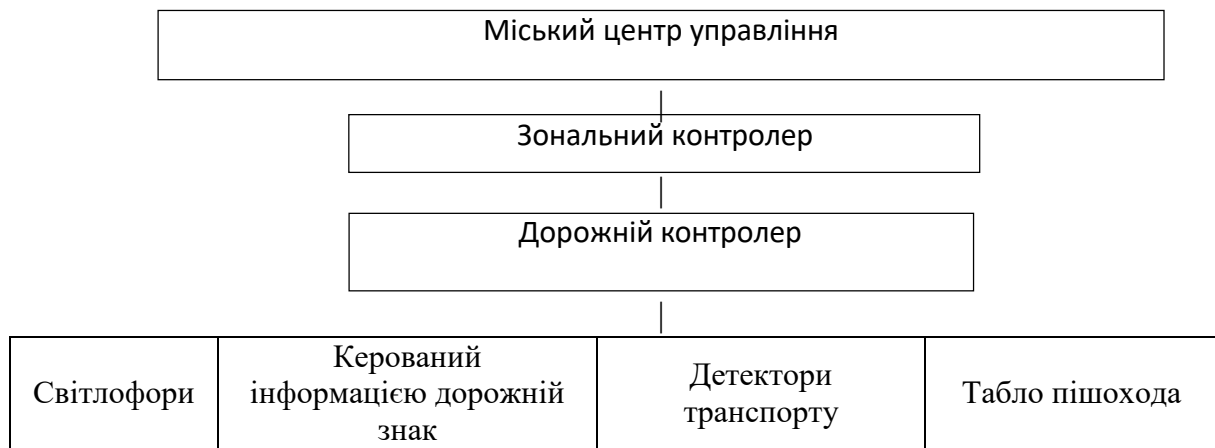 Міський центр управління
Зональний контролер
Дорожній контролер
Світлофори
Керований
інформацією дорожній
знак
Детектори
транспорту
Табло пішохода